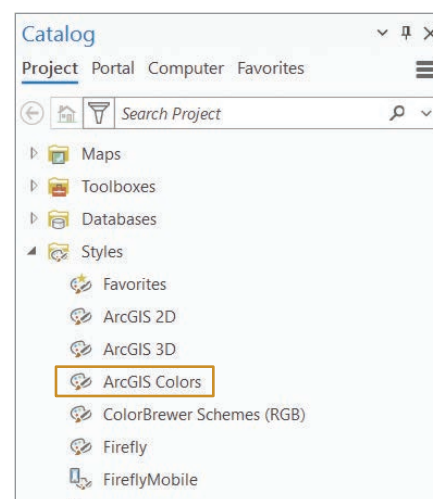 Catalog
Project Portal Computer Favorites
Search Project
Maps
Toolboxes
Databases
Styles
Favorites
ArcGIS 2D
ArcGIS 3D
ArcGIS Colors
ColorBrewer Schemes (RGB)
Firefly
FireflyMobile